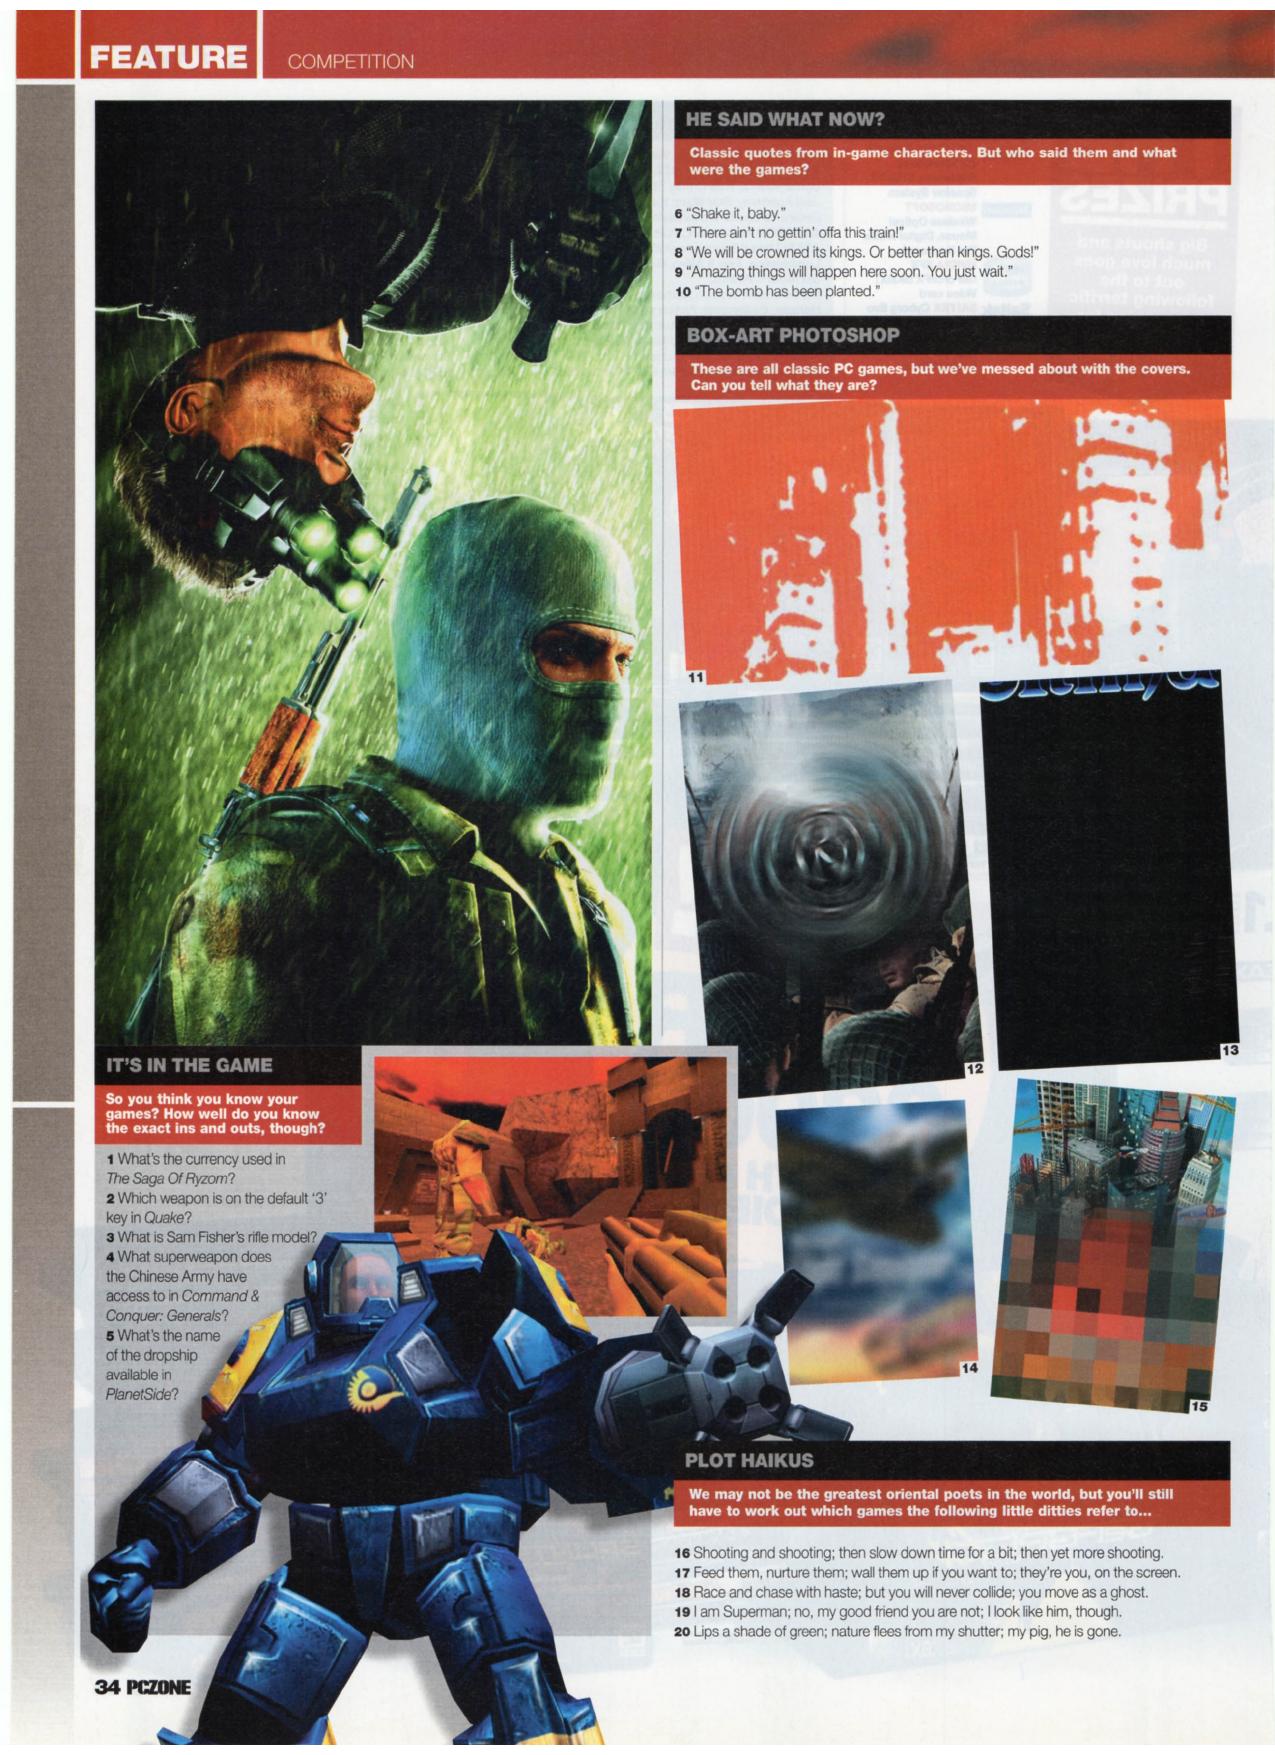 FEATURE
COMPETITION
HE SAID WHAT NOW?
Classic quotes from in-game characters. But who said them and what
were the games?
6 “Shake it, baby.”
7 “There ain’t no gettin’ offa this train!”
8 “We will be crowned its kings. Or better than kings. Gods!”
9 “Amazing things will happen here soon. You just wait.”
10 “The bomb has been planted.”
BOX-ART PHOTOSHOP
These are all classic PC games, but we’ve messed about with the covers.
Can you tell what they are?
11
12
13
14
15
IT’S IN THE GAME
So you think you know your
games? How well do you know
the exact ins and outs, though?
1 What’s the currency used in
The Saga Of Ryzom?
2 Which weapon is on the default ‘3’
key in Quake?
3 What is Sam Fisher’s rifle model?
4 What superweapon does
the Chinese Army have
access to in Command &
Conquer: Generals?
5 What’s the name
of the dropship
available in
PlanetSide?
PLOT HAIKUS
We may not be the greatest oriental poets in the world, but you’ll still
have to work out which games the following little ditties refer to...
16 Shooting and shooting; then slow down time for a bit; then yet more shooting.
17 Feed them, nurture them; wall them up if you want to; they’re you, on the screen.
18 Race and chase with haste; but you will never collide; you move as a ghost.
19 I am Superman; no, my good friend you are not; I look like him, though.
20 Lips a shade of green; nature flees from my shutter; my pig, he is gone.
34 PCZONE